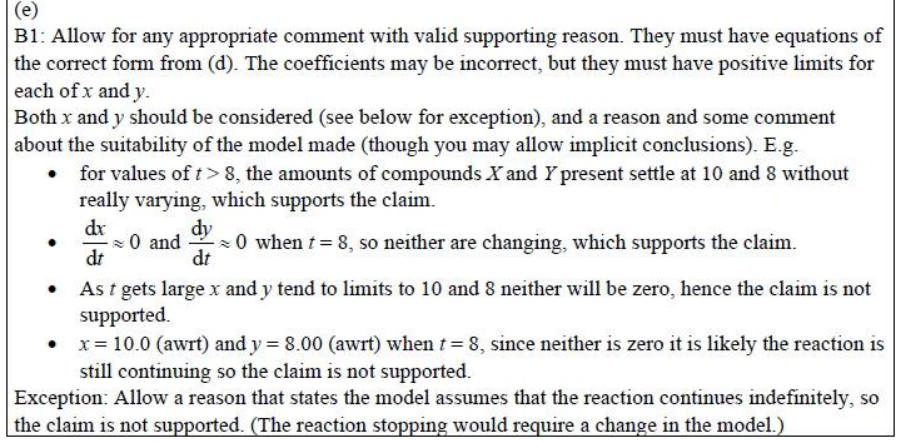 (e)
B1: Allow for any appropriate comment with valid supporting reason. They must have equations of
the correct form from (d). The coefficients may be incorrect, but they must have positive limits for
each of x and y.
Both x and y should be considered (see below for exception), and a reason and some comment
about the suitability of the model made (though you may allow implicit conclusions). E.g.
• for values of t > 8, the amounts of compounds X and Y present settle at 10 and 8 without
really varying, which supports the claim.
• dx/dt ≈ 0 and dy/dt ≈ 0 when t = 8, so neither are changing, which supports the claim.
• As t gets large x and y tend to limits to 10 and 8 neither will be zero, hence the claim is not
supported.
• x = 10.0 (awrt) and y = 8.00 (awrt) when t = 8, since neither is zero it is likely the reaction is
still continuing so the claim is not supported.
Exception: Allow a reason that states the model assumes that the reaction continues indefinitely, so
the claim is not supported. (The reaction stopping would require a change in the model.)